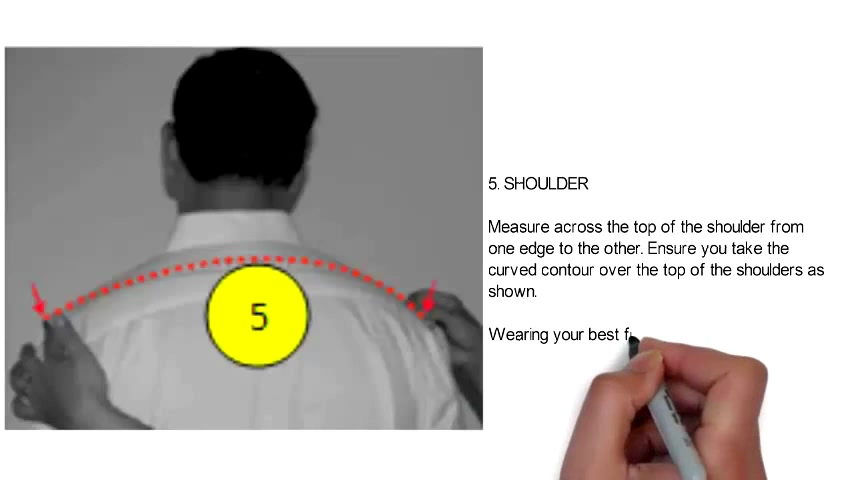 5. SHOULDER
Measure across the top of the shoulder from
one edge to the other. Ensure you take the
curved contour over the top of the shoulders as
shown.
Wearing your best f
5